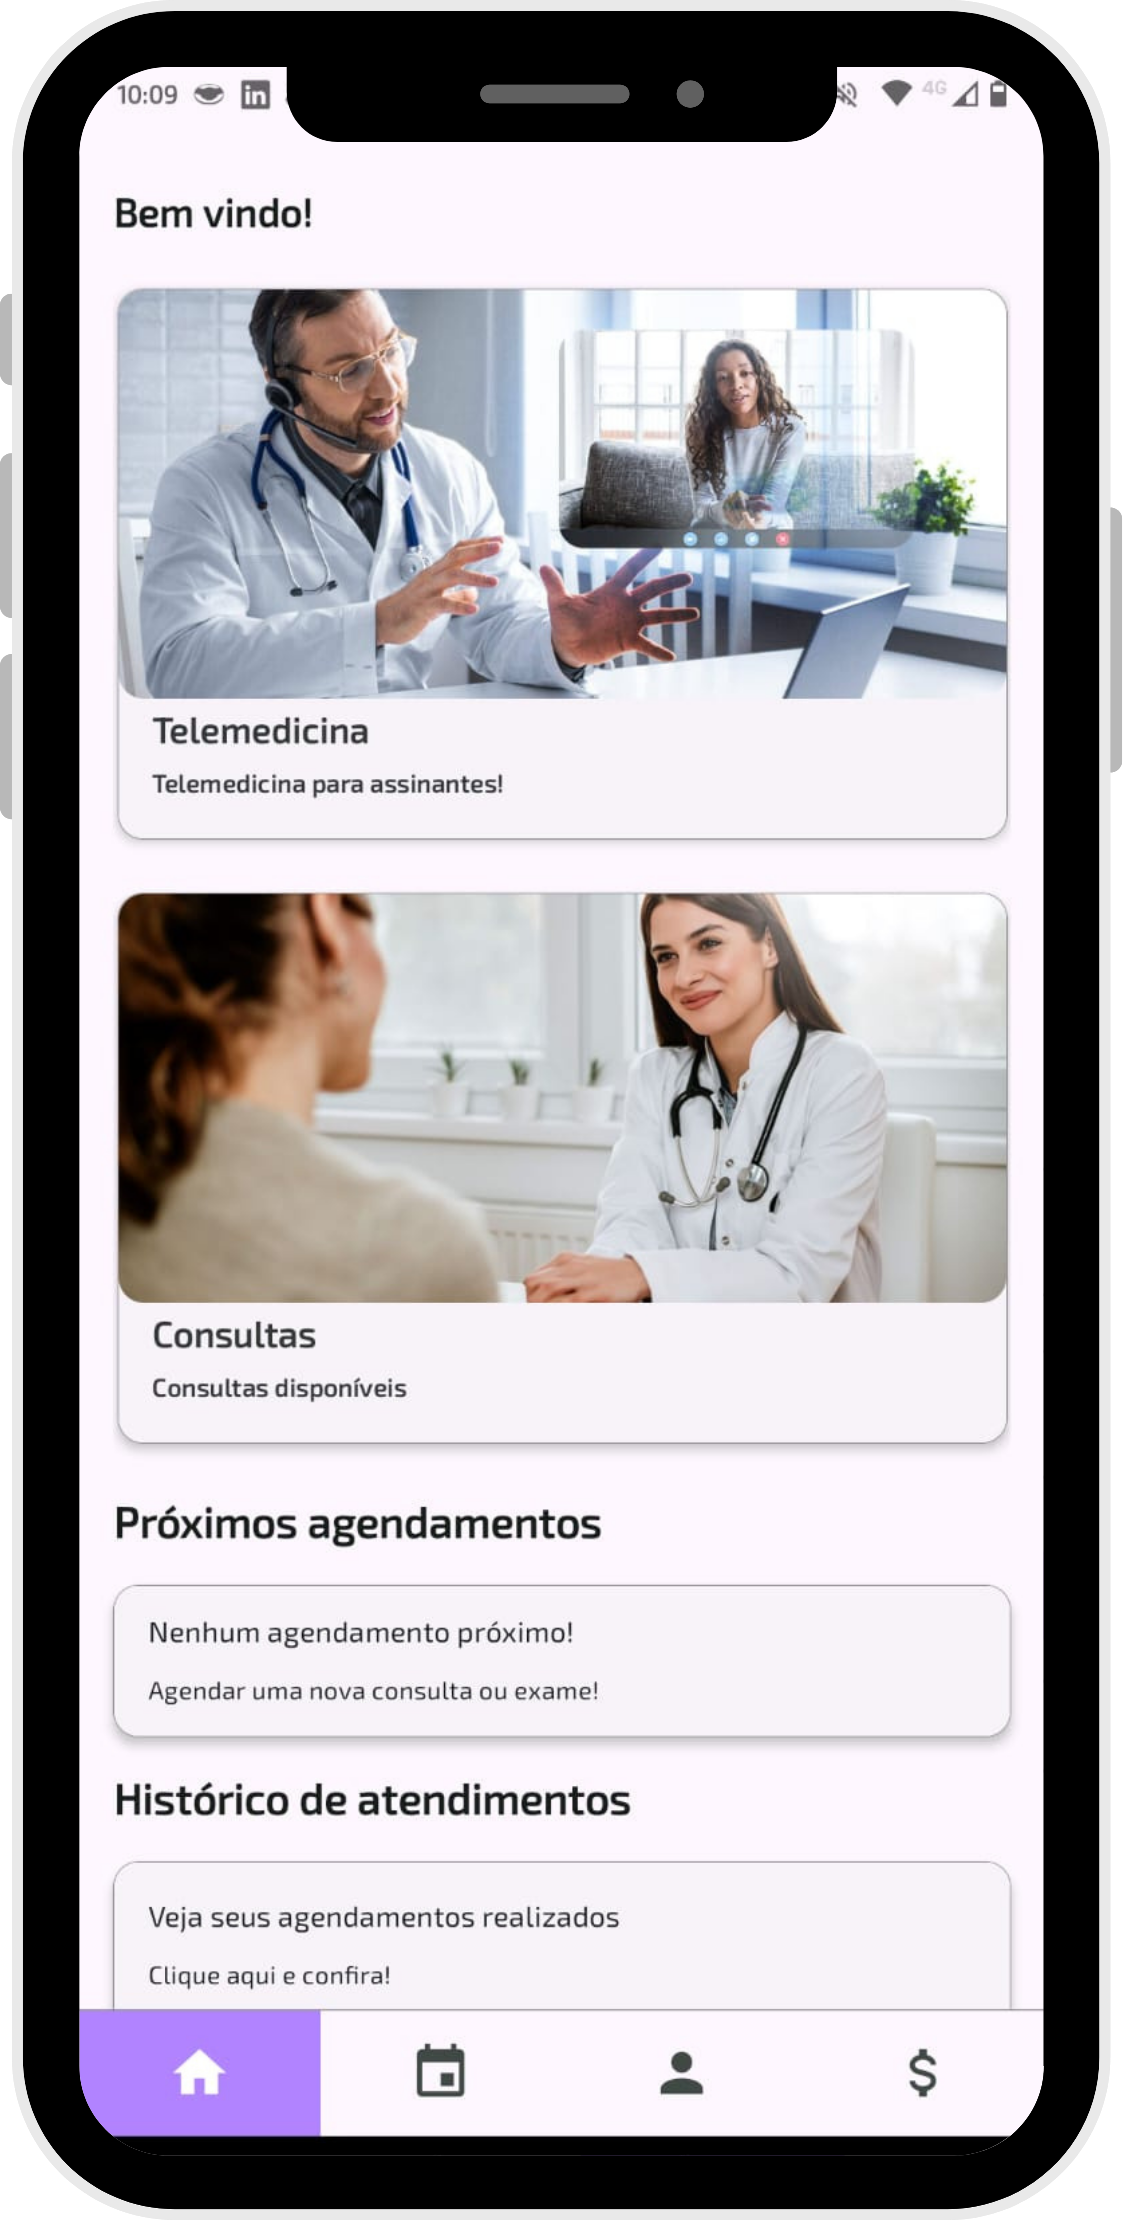 10:09
in
4G
Bem vindo!
Telemedicina
Telemedicina para assinantes!
Consultas
Consultas disponíveis
Próximos agendamentos
Nenhum agendamento próximo!
Agendar uma nova consulta ou exame!
Histórico de atendimentos
Veja seus agendamentos realizados
Clique aqui e confira!
$